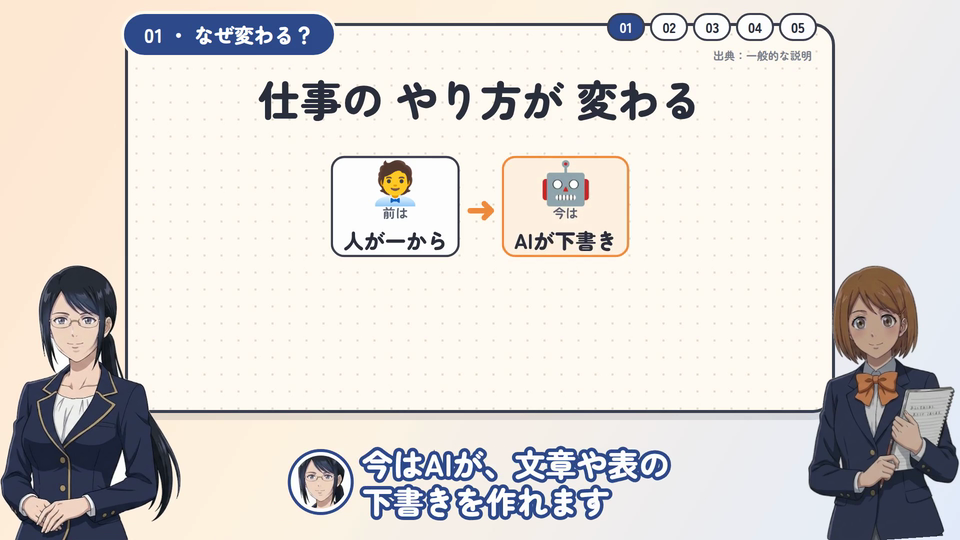 01 ・ なぜ変わる？
01 02 03 04 05
出典：一般的な説明
仕事の やり方が 変わる
前は
人が一から
今は
AIが下書き
今はAIが、文章や表の
下書きを作れます